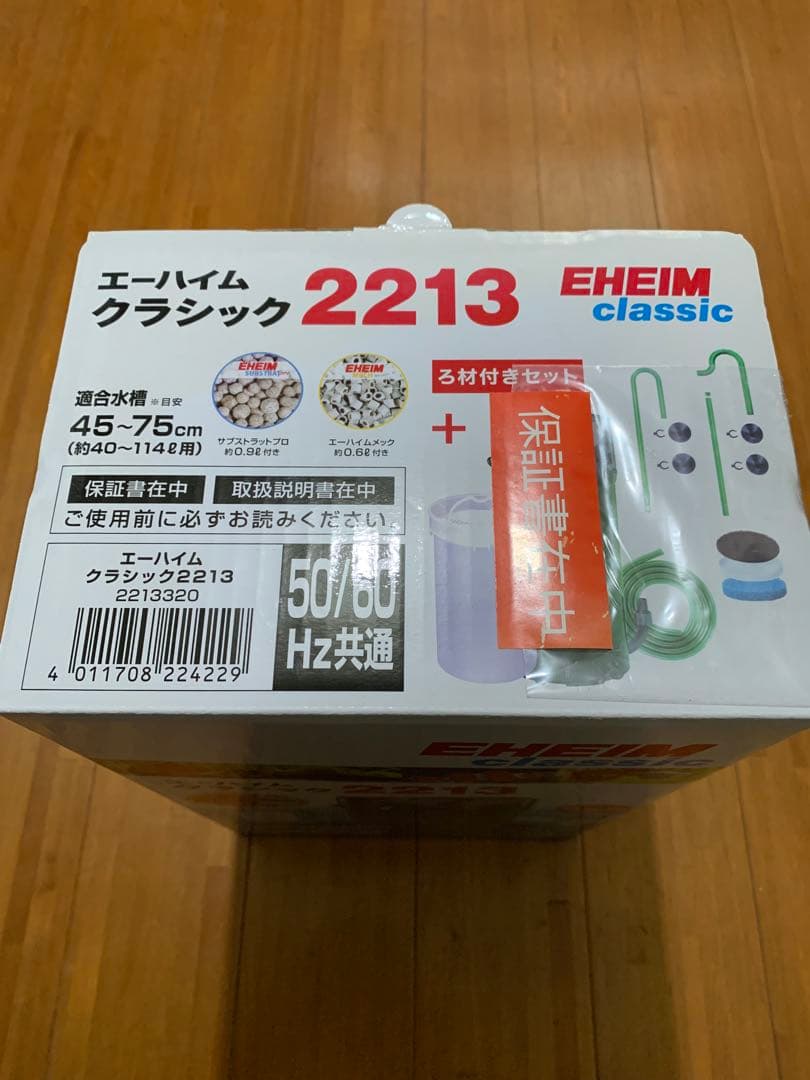 エーハイム
クラシック 2213
EHEIM
classic
EHEIM
SUBSTRAT
EHEIM
適合水槽 ※目安
45～75cm
(約40～114ℓ用)
サブストラットプロ
約0.9ℓ付き
エーハイムメック
約0.6ℓ付き
ろ材付きセット
+
保証書在中
保証書在中 取扱説明書在中
ご使用前に必ずお読みください
エーハイム
クラシック2213
2213320
4 011708 224229
50/60
Hz共通
EHEIM
classic
2213